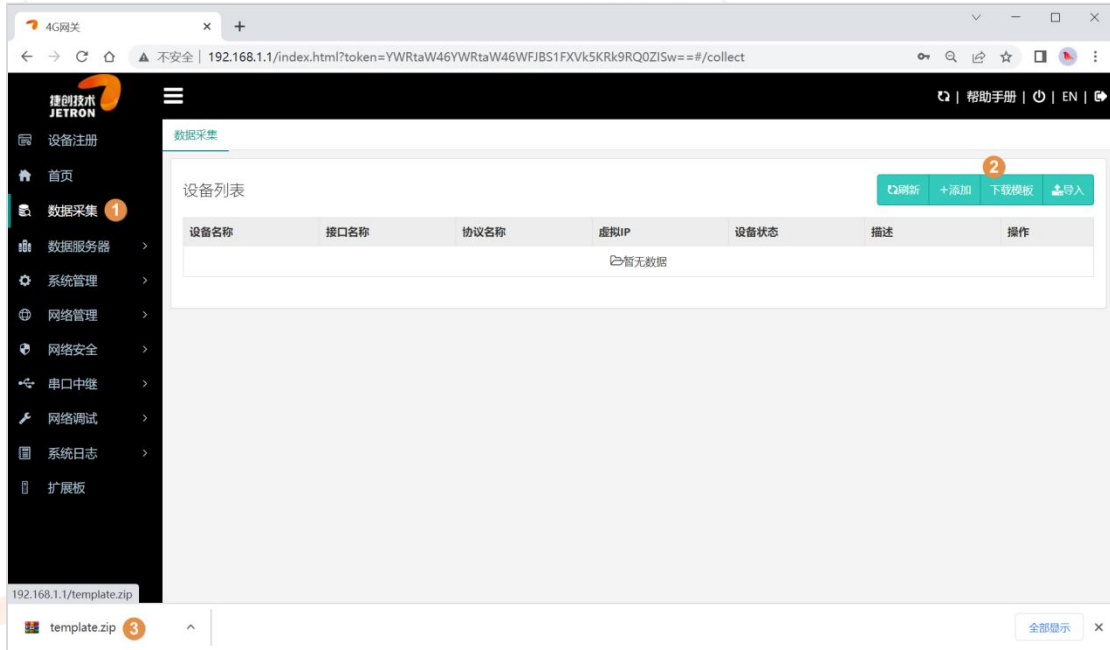 4G网关
不安全 | 192.168.1.1/index.html?token=YWRtaW46YWRtaW46WFJBS1FXVk5KRk9RQ0ZISw==#/collect
捷创技术
JETRON
| 帮助手册 | | EN |
设备注册
首页
数据采集 1
数据服务器
系统管理
网络管理
网络安全
串口中继
网络调试
系统日志
扩展板
数据采集
2
设备列表
刷新 +添加 下载模板 导入
设备名称 接口名称 协议名称 虚拟IP 设备状态 描述 操作
暂无数据
192.168.1.1/template.zip
template.zip 3
全部显示